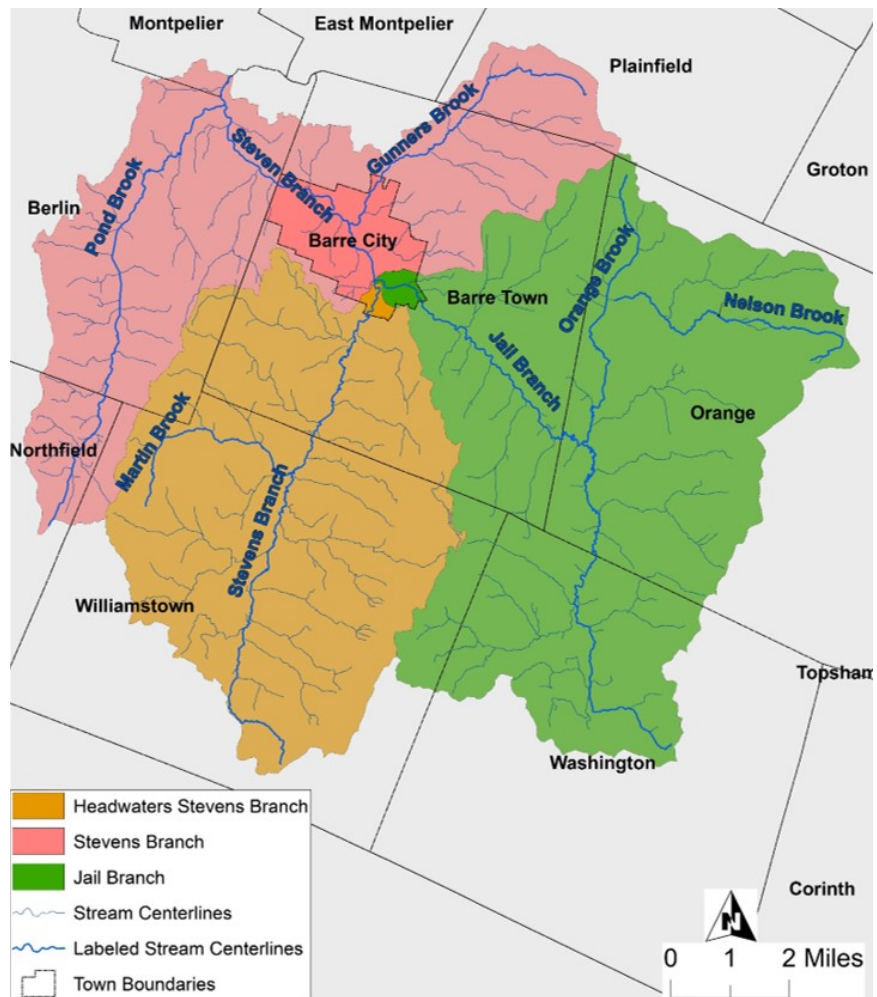 Montpelier
East Montpelier
Plainfield
Gunners Brook
Steven Branch
Groton
Pond Brook
Berlin
Barre City
Orange Brook
Barre Town
Nelson Brook
Jail Branch
Orange
Martin Brook
Northfield
Stevens Branch
Williamstown
Topsham
Washington
Headwaters Stevens Branch
Stevens Branch
Jail Branch
Corinth
Stream Centerlines
N
Labeled Stream Centerlines
0 1 2 Miles
Town Boundaries